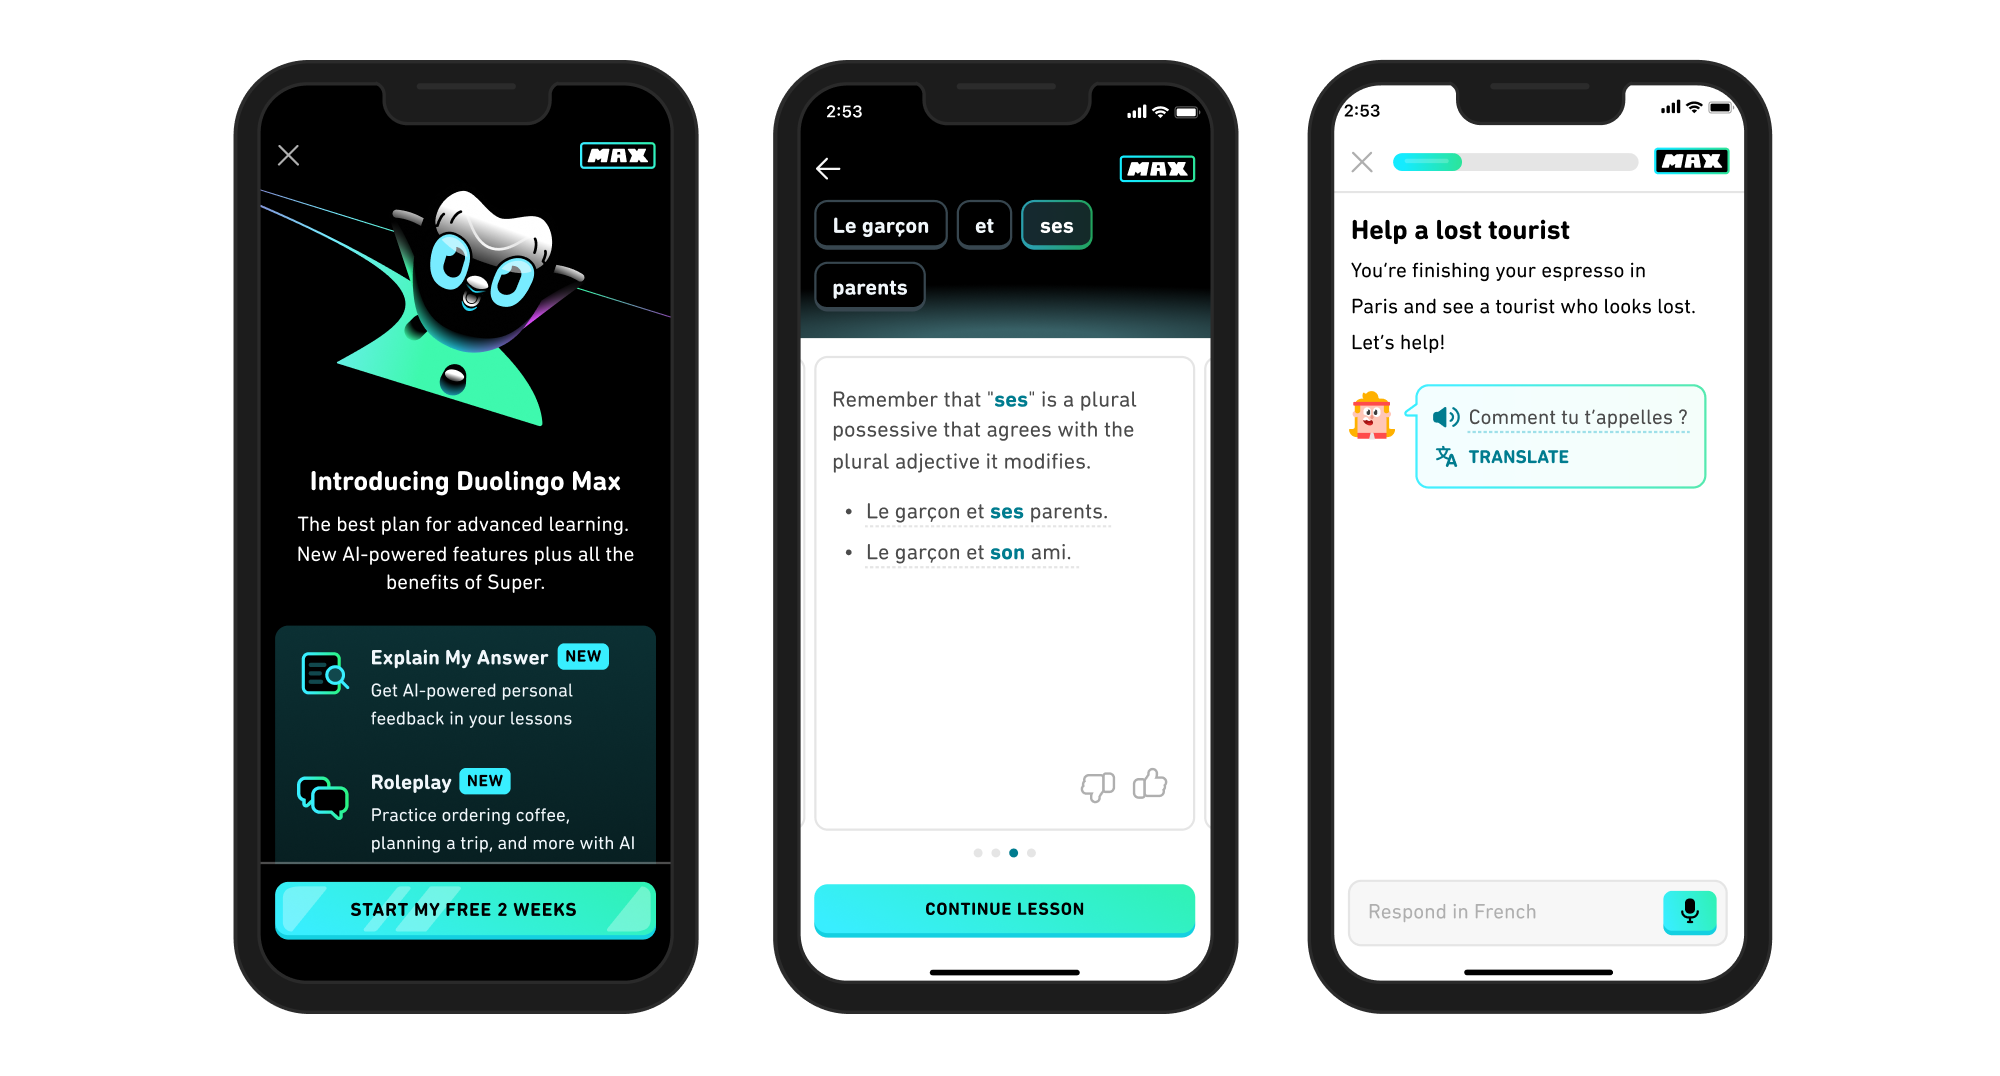 MAX
Introducing Duolingo Max
The best plan for advanced learning.
New AI-powered features plus all the
benefits of Super.
Explain My Answer NEW
Get AI-powered personal
feedback in your lessons
Roleplay NEW
Practice ordering coffee,
planning a trip, and more with AI
START MY FREE 2 WEEKS
2:53
MAX
Le garçon et ses
parents
Remember that "ses" is a plural
possessive that agrees with the
plural adjective it modifies.
• Le garçon et ses parents.
• Le garçon et son ami.
CONTINUE LESSON
2:53
MAX
Help a lost tourist
You’re finishing your espresso in
Paris and see a tourist who looks lost.
Let’s help!
Comment tu t’appelles ?
TRANSLATE
Respond in French